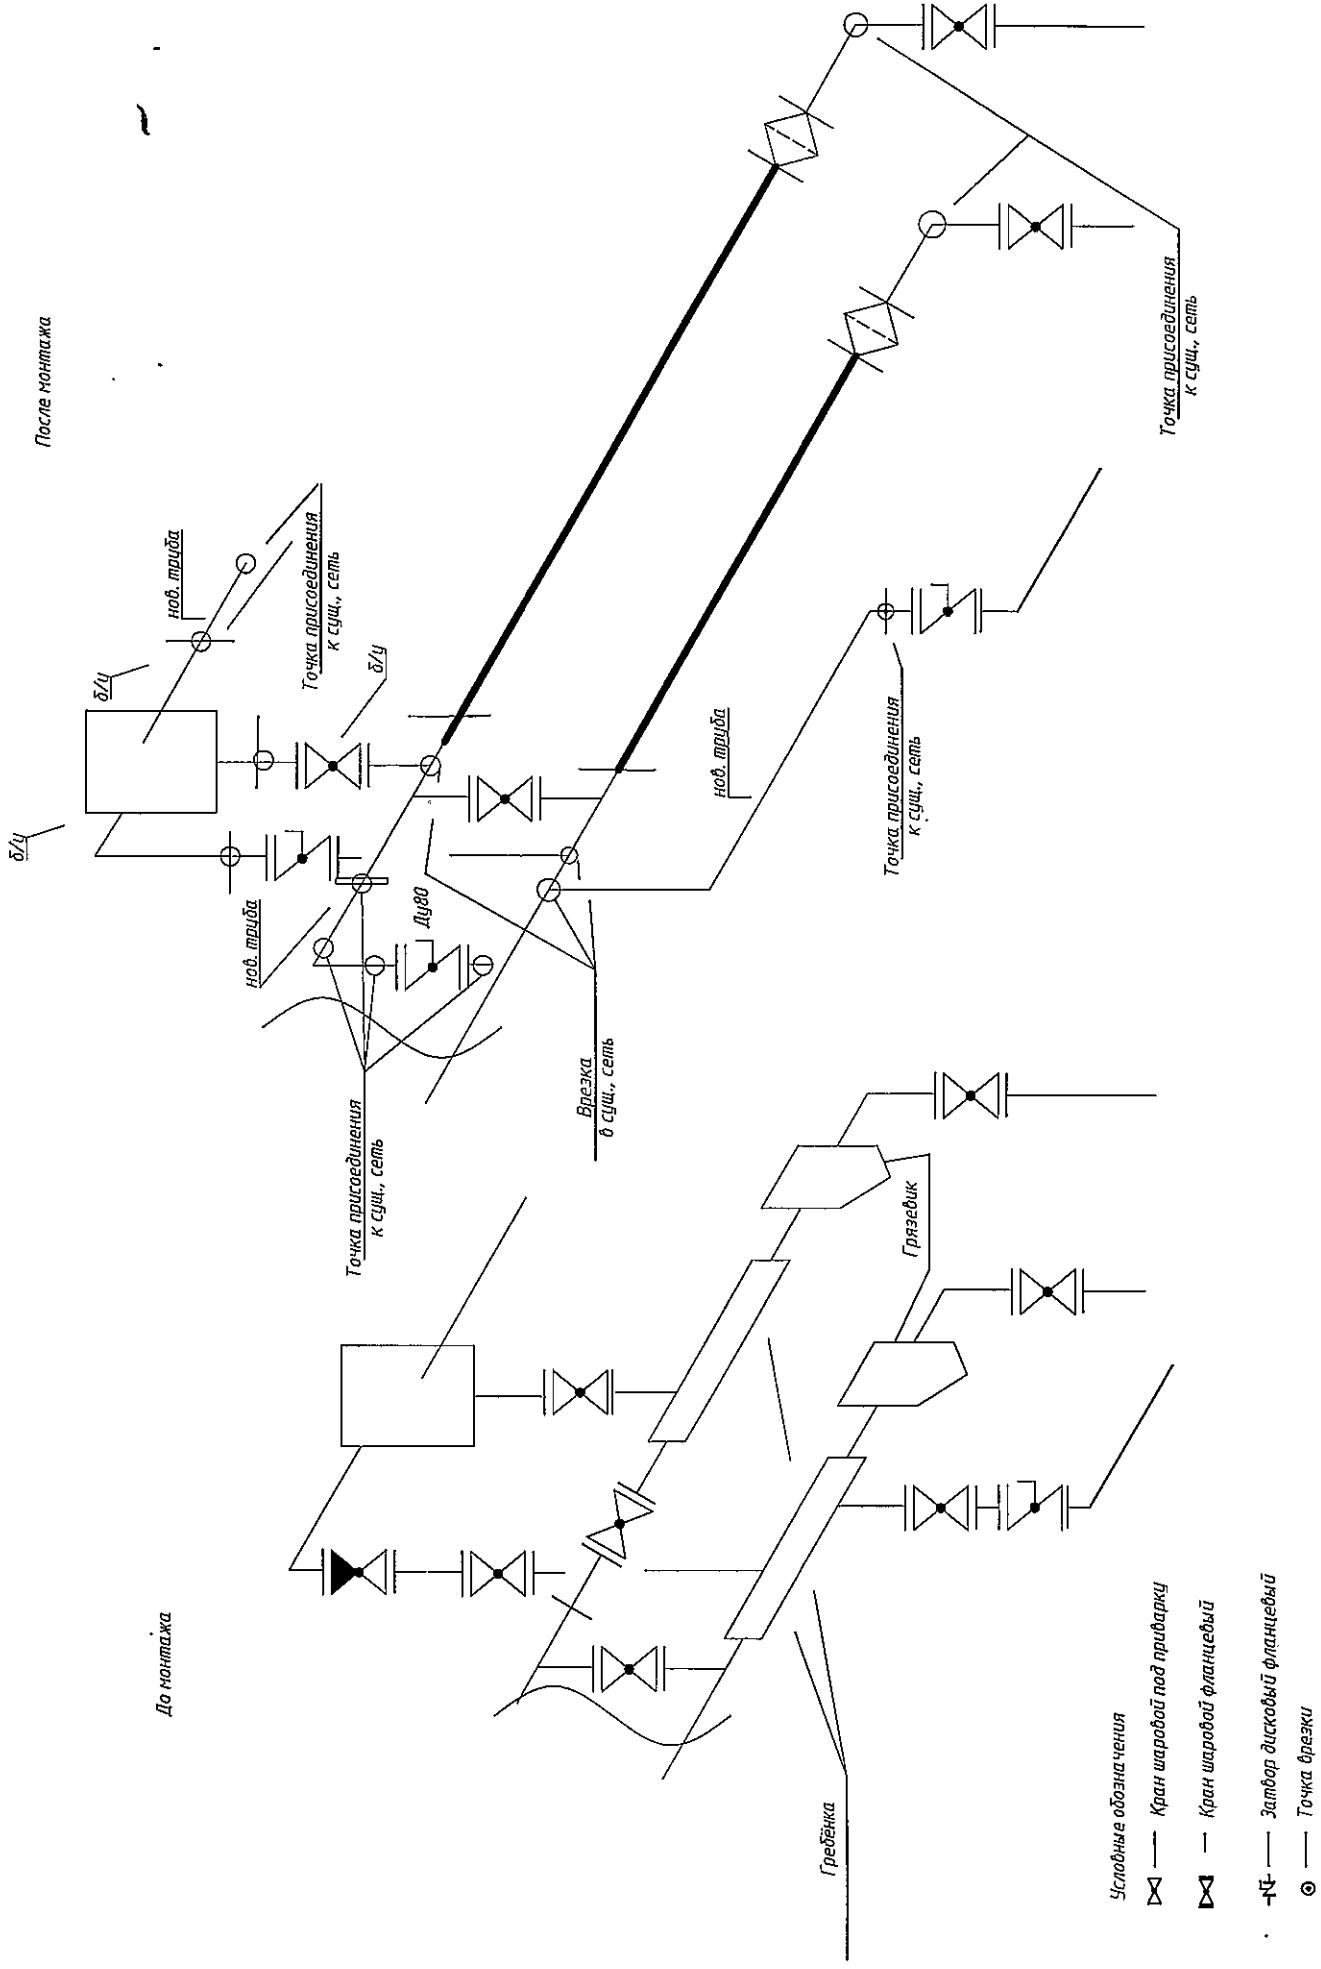 До монтажа
Гребёнка
Грязевик
Условные обозначения
Кран шаровой под приварку
Кран шаровой фланцевый
Затвор дисковый фланцевый
Точка врезки
После монтажа
б/у
б/у
нов. труба
Точка присоединения
к сущ., сеть
б/у
нов. труба
Ду80
Точка присоединения
к сущ., сеть
Врезка
в сущ., сеть
нов. труба
Точка присоединения
к сущ., сеть
Точка присоединения
к сущ., сеть